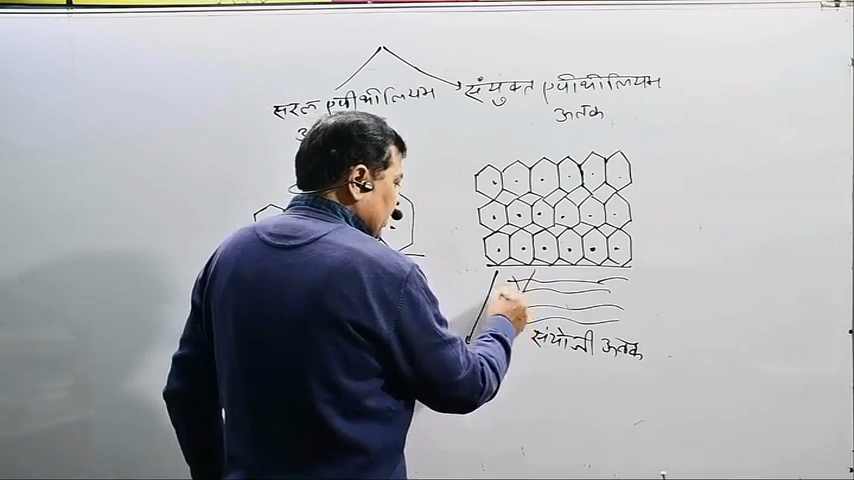 सरल एपीथीलियम
संयुक्त एपीथीलियम
ऊतक
संयोजी ऊतक